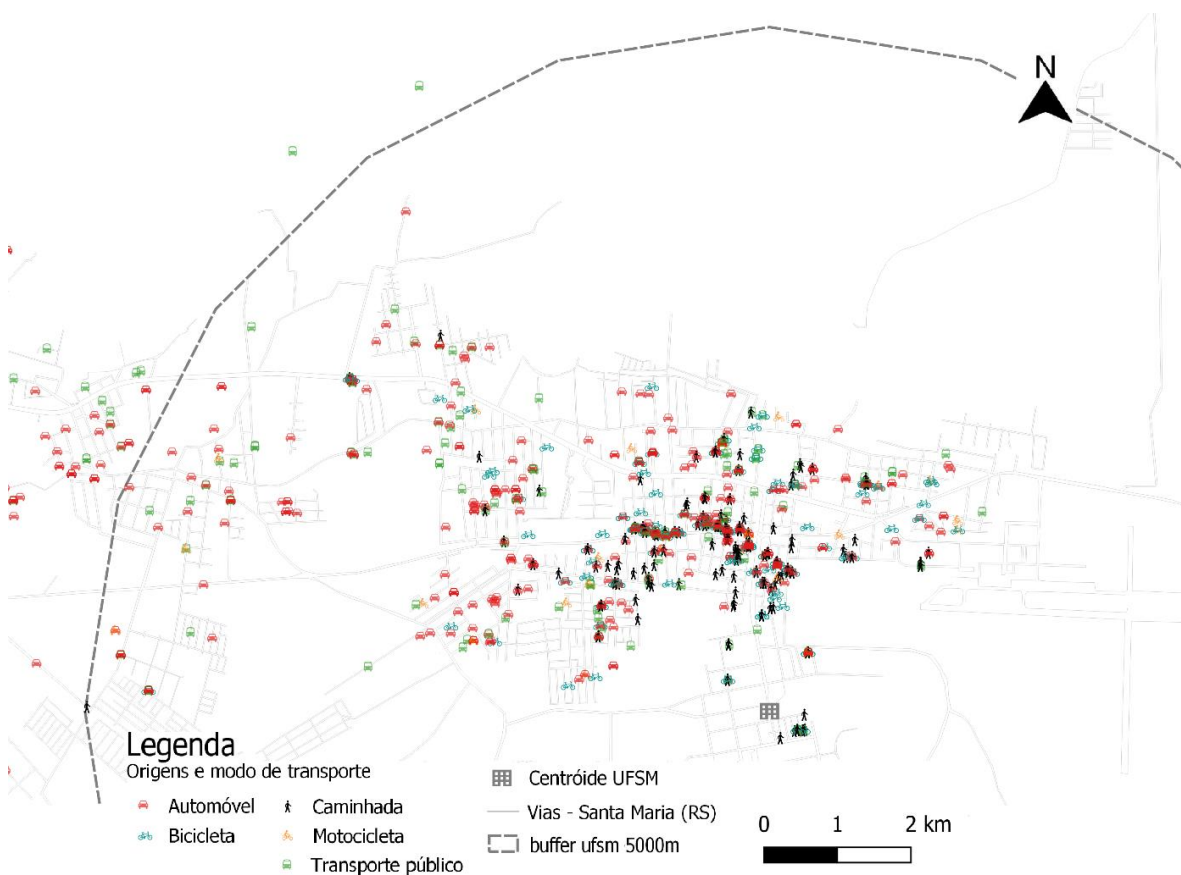 N
Legenda
Origens e modo de transporte
Automóvel
Caminhada
Bicicleta
Motocicleta
Transporte público
Centróide UFSM
Vias - Santa Maria (RS)
buffer ufsm 5000m
0 1 2 km